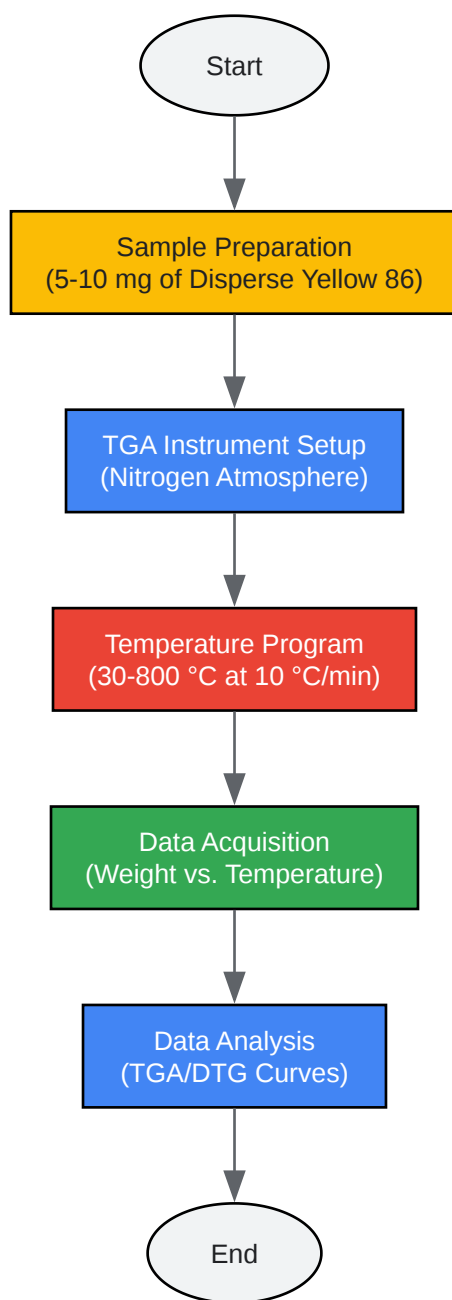 Start
Sample Preparation
(5-10 mg of Disperse Yellow 86)
TGA Instrument Setup
(Nitrogen Atmosphere)
Temperature Program
(30-800 °C at 10 °C/min)
Data Acquisition
(Weight vs. Temperature)
Data Analysis
(TGA/DTG Curves)
End